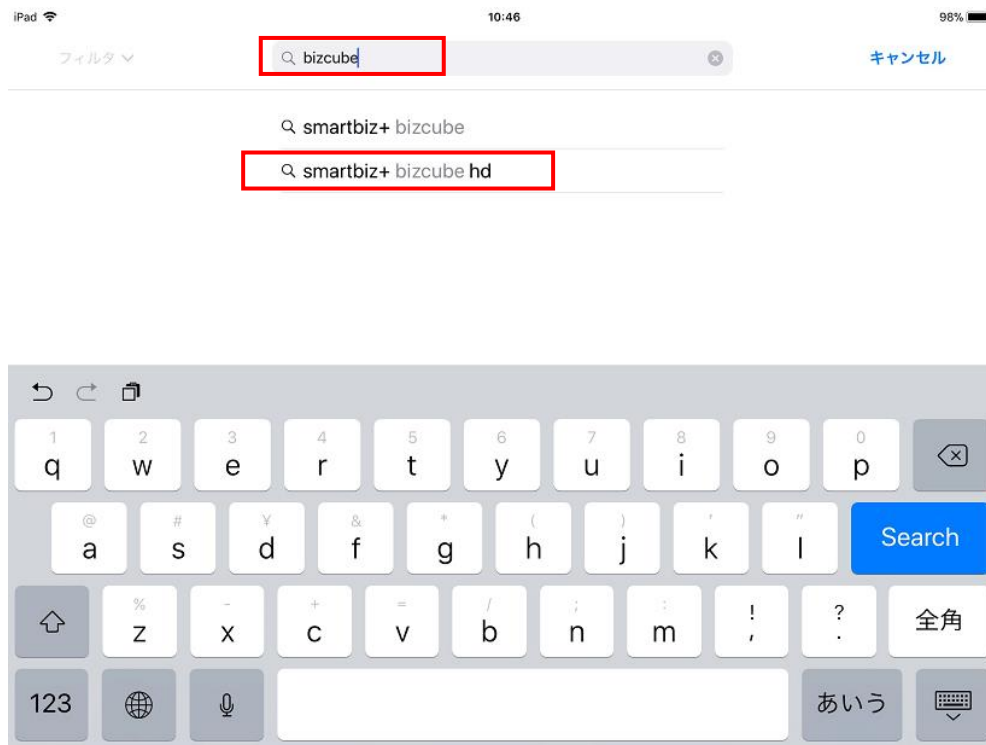 iPad 10:46 98%
フィルタ bizcube キャンセル
smartbiz+ bizcube
smartbiz+ bizcube hd
1 2 3 4 5 6 7 8 9 0
q w e r t y u i o p
@ # ¥ & * ( ) ' "
a s d f g h j k l Search
% - + = / ; : ! ?
z x c v b n m , . 全角
123 あいう